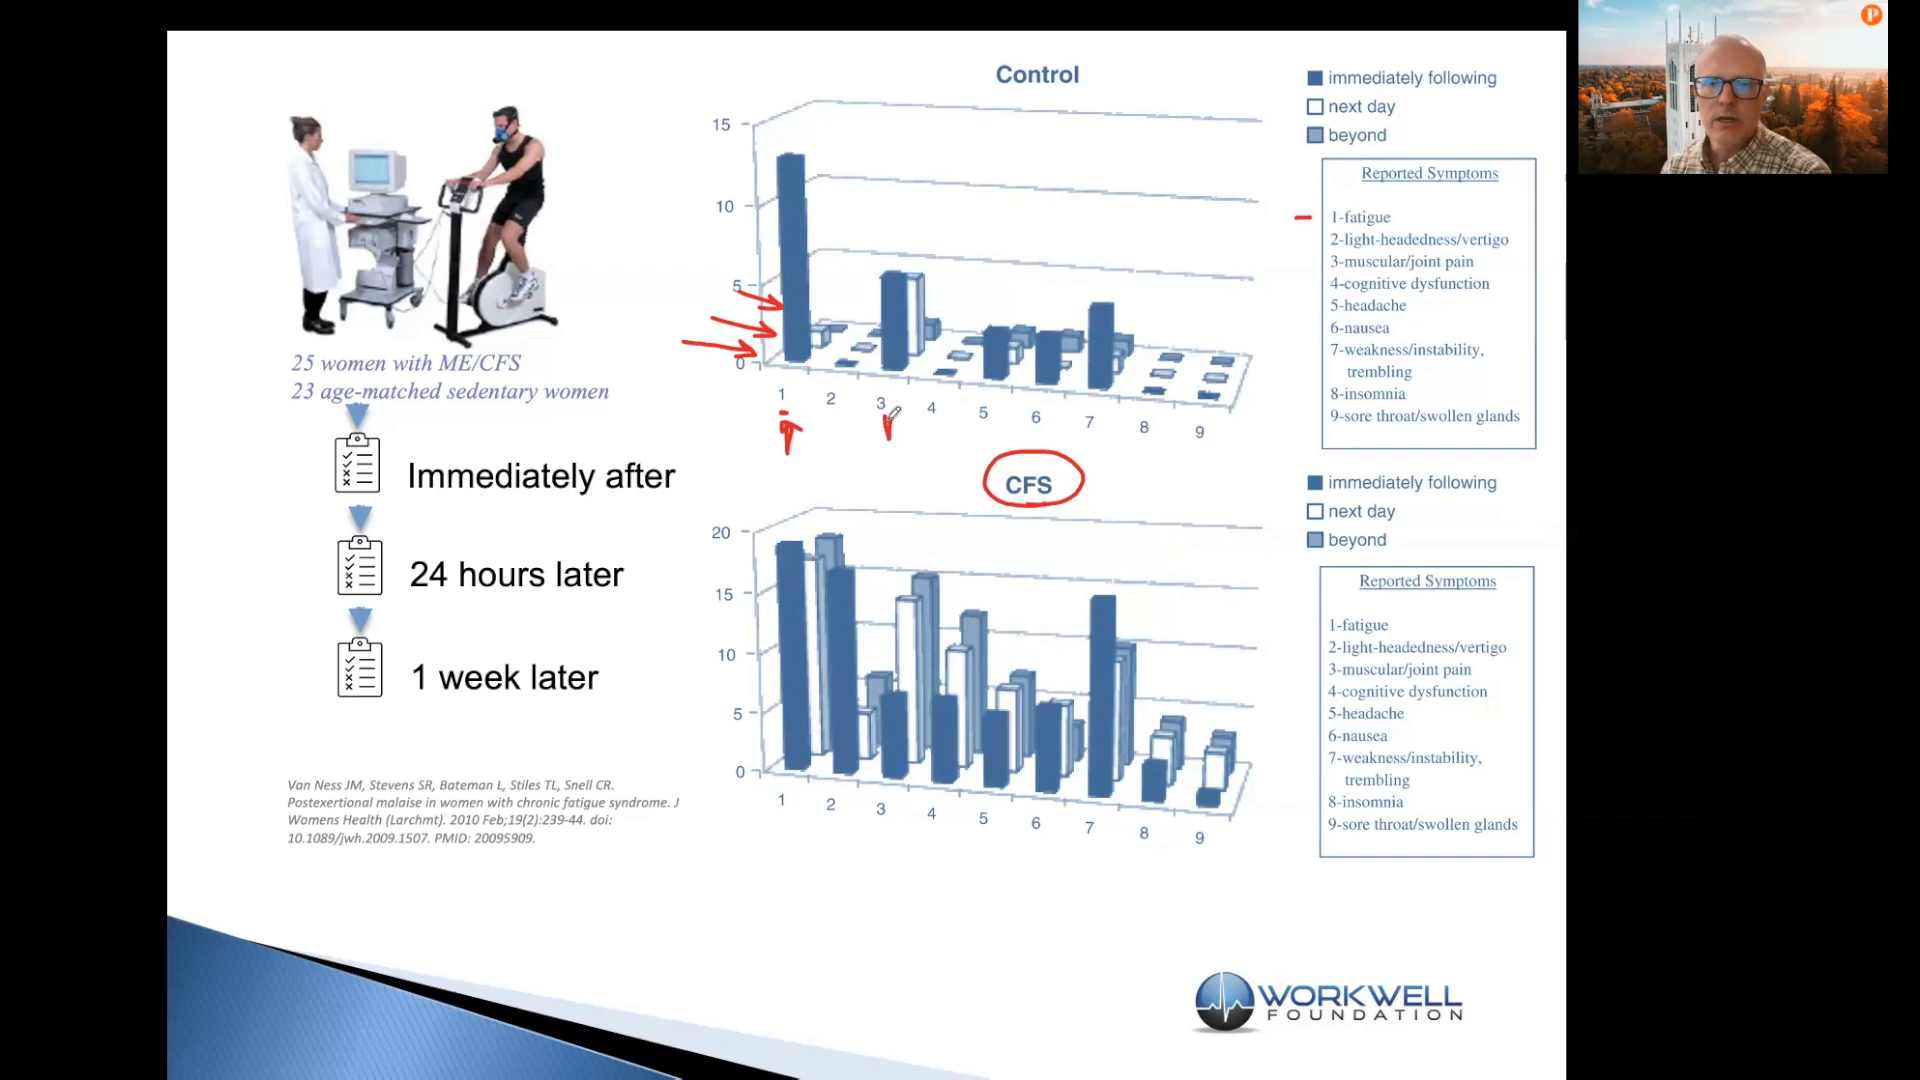 25 women with ME/CFS
23 age-matched sedentary women
Immediately after
24 hours later
1 week later
Van Ness JM, Stevens SR, Bateman L, Stiles TL, Snell CR.
Postexertional malaise in women with chronic fatigue syndrome. J
Womens Health (Larchmt). 2010 Feb;19(2):239-44. doi:
10.1089/jwh.2009.1507. PMID: 20095909.
Control
15
10
5
0
1 2 3 4 5 6 7 8 9
immediately following
next day
beyond
Reported Symptoms
1-fatigue
2-light-headedness/vertigo
3-muscular/joint pain
4-cognitive dysfunction
5-headache
6-nausea
7-weakness/instability,
trembling
8-insomnia
9-sore throat/swollen glands
CFS
20
15
10
5
0
1 2 3 4 5 6 7 8 9
immediately following
next day
beyond
Reported Symptoms
1-fatigue
2-light-headedness/vertigo
3-muscular/joint pain
4-cognitive dysfunction
5-headache
6-nausea
7-weakness/instability,
trembling
8-insomnia
9-sore throat/swollen glands
WORKWELL
FOUNDATION
P